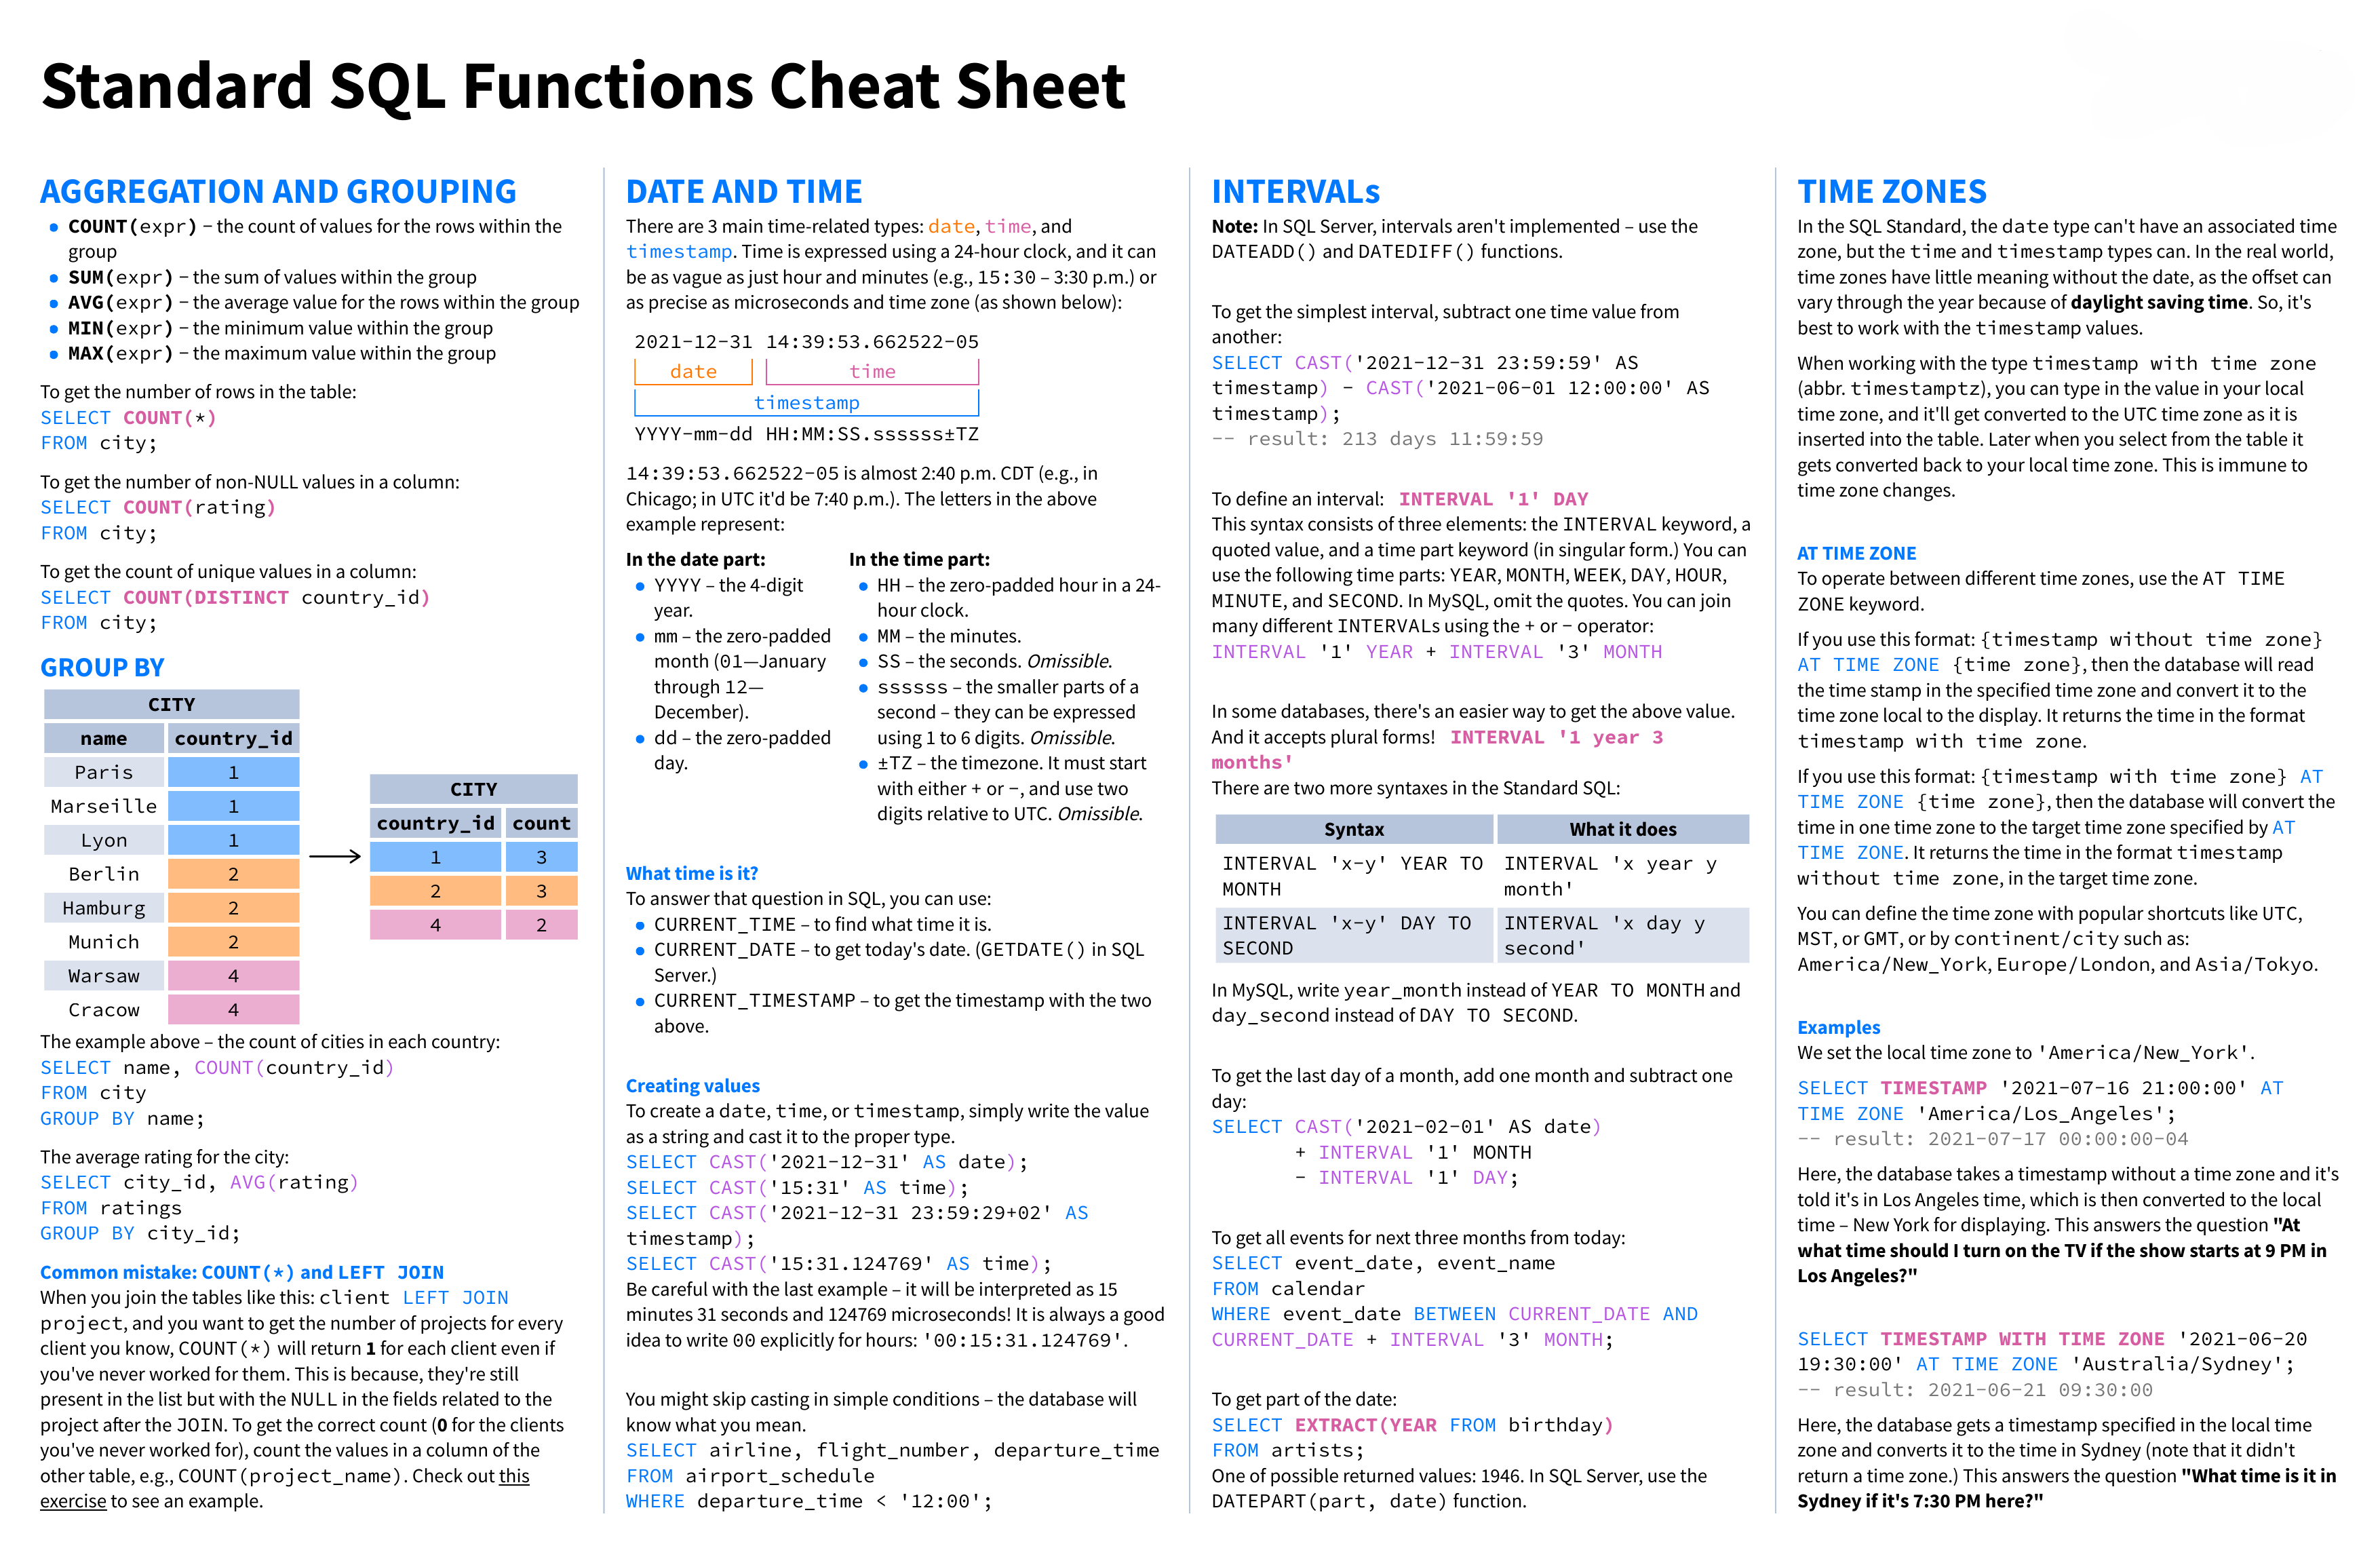 Standard SQL Functions Cheat Sheet
AGGREGATION AND GROUPING
• COUNT(expr) − the count of values for the rows within the
group
• SUM(expr) − the sum of values within the group
• AVG(expr) − the average value for the rows within the group
• MIN(expr) − the minimum value within the group
• MAX(expr) − the maximum value within the group
To get the number of rows in the table:
SELECT COUNT(*)
FROM city;
To get the number of non-NULL values in a column:
SELECT COUNT(rating)
FROM city;
To get the count of unique values in a column:
SELECT COUNT(DISTINCT country_id)
FROM city;
GROUP BY
CITY
name country_id
Paris 1
Marseille 1
Lyon 1
Berlin 2
Hamburg 2
Munich 2
Warsaw 4
Cracow 4
CITY
country_id count
1 3
2 3
4 2
The example above – the count of cities in each country:
SELECT name, COUNT(country_id)
FROM city
GROUP BY name;
The average rating for the city:
SELECT city_id, AVG(rating)
FROM ratings
GROUP BY city_id;
Common mistake: COUNT(*) and LEFT JOIN
When you join the tables like this: client LEFT JOIN
project, and you want to get the number of projects for every
client you know, COUNT(*) will return 1 for each client even if
you've never worked for them. This is because, they're still
present in the list but with the NULL in the fields related to the
project after the JOIN. To get the correct count (0 for the clients
you've never worked for), count the values in a column of the
other table, e.g., COUNT(project_name). Check out this
exercise to see an example.
DATE AND TIME
There are 3 main time-related types: date, time, and
timestamp. Time is expressed using a 24-hour clock, and it can
be as vague as just hour and minutes (e.g., 15:30 – 3:30 p.m.) or
as precise as microseconds and time zone (as shown below):
2021-12-31 14:39:53.662522-05
date time
timestamp
YYYY-mm-dd HH:MM:SS.ssssss±TZ
14:39:53.662522-05 is almost 2:40 p.m. CDT (e.g., in
Chicago; in UTC it'd be 7:40 p.m.). The letters in the above
example represent:
In the date part:
• YYYY – the 4-digit
year.
• mm – the zero-padded
month (01—January
through 12—
December).
• dd – the zero-padded
day.
In the time part:
• HH – the zero-padded hour in a 24-
hour clock.
• MM – the minutes.
• SS – the seconds. Omissible.
• ssssss – the smaller parts of a
second – they can be expressed
using 1 to 6 digits. Omissible.
• ±TZ – the timezone. It must start
with either + or −, and use two
digits relative to UTC. Omissible.
What time is it?
To answer that question in SQL, you can use:
• CURRENT_TIME – to find what time it is.
• CURRENT_DATE – to get today's date. (GETDATE() in SQL
Server.)
• CURRENT_TIMESTAMP – to get the timestamp with the two
above.
Creating values
To create a date, time, or timestamp, simply write the value
as a string and cast it to the proper type.
SELECT CAST('2021-12-31' AS date);
SELECT CAST('15:31' AS time);
SELECT CAST('2021-12-31 23:59:29+02' AS
timestamp);
SELECT CAST('15:31.124769' AS time);
Be careful with the last example – it will be interpreted as 15
minutes 31 seconds and 124769 microseconds! It is always a good
idea to write 00 explicitly for hours: '00:15:31.124769'.
You might skip casting in simple conditions – the database will
know what you mean.
SELECT airline, flight_number, departure_time
FROM airport_schedule
WHERE departure_time < '12:00';
INTERVALs
Note: In SQL Server, intervals aren't implemented – use the
DATEADD() and DATEDIFF() functions.
To get the simplest interval, subtract one time value from
another:
SELECT CAST('2021-12-31 23:59:59' AS
timestamp) - CAST('2021-06-01 12:00:00' AS
timestamp);
-- result: 213 days 11:59:59
To define an interval: INTERVAL '1' DAY
This syntax consists of three elements: the INTERVAL keyword, a
quoted value, and a time part keyword (in singular form.) You can
use the following time parts: YEAR, MONTH, WEEK, DAY, HOUR,
MINUTE, and SECOND. In MySQL, omit the quotes. You can join
many different INTERVALs using the + or − operator:
INTERVAL '1' YEAR + INTERVAL '3' MONTH
In some databases, there's an easier way to get the above value.
And it accepts plural forms! INTERVAL '1 year 3
months'
There are two more syntaxes in the Standard SQL:
Syntax What it does
INTERVAL 'x-y' YEAR TO
MONTH
INTERVAL 'x year y
month'
INTERVAL 'x-y' DAY TO
SECOND
INTERVAL 'x day y
second'
In MySQL, write year_month instead of YEAR TO MONTH and
day_second instead of DAY TO SECOND.
To get the last day of a month, add one month and subtract one
day:
SELECT CAST('2021-02-01' AS date)
+ INTERVAL '1' MONTH
- INTERVAL '1' DAY;
To get all events for next three months from today:
SELECT event_date, event_name
FROM calendar
WHERE event_date BETWEEN CURRENT_DATE AND
CURRENT_DATE + INTERVAL '3' MONTH;
To get part of the date:
SELECT EXTRACT(YEAR FROM birthday)
FROM artists;
One of possible returned values: 1946. In SQL Server, use the
DATEPART(part, date) function.
TIME ZONES
In the SQL Standard, the date type can't have an associated time
zone, but the time and timestamp types can. In the real world,
time zones have little meaning without the date, as the offset can
vary through the year because of daylight saving time. So, it's
best to work with the timestamp values.
When working with the type timestamp with time zone
(abbr. timestamptz), you can type in the value in your local
time zone, and it'll get converted to the UTC time zone as it is
inserted into the table. Later when you select from the table it
gets converted back to your local time zone. This is immune to
time zone changes.
AT TIME ZONE
To operate between different time zones, use the AT TIME
ZONE keyword.
If you use this format: {timestamp without time zone}
AT TIME ZONE {time zone}, then the database will read
the time stamp in the specified time zone and convert it to the
time zone local to the display. It returns the time in the format
timestamp with time zone.
If you use this format: {timestamp with time zone} AT
TIME ZONE {time zone}, then the database will convert the
time in one time zone to the target time zone specified by AT
TIME ZONE. It returns the time in the format timestamp
without time zone, in the target time zone.
You can define the time zone with popular shortcuts like UTC,
MST, or GMT, or by continent/city such as:
America/New_York, Europe/London, and Asia/Tokyo.
Examples
We set the local time zone to 'America/New_York'.
SELECT TIMESTAMP '2021-07-16 21:00:00' AT
TIME ZONE 'America/Los_Angeles';
-- result: 2021-07-17 00:00:00-04
Here, the database takes a timestamp without a time zone and it's
told it's in Los Angeles time, which is then converted to the local
time – New York for displaying. This answers the question "At
what time should I turn on the TV if the show starts at 9 PM in
Los Angeles?"
SELECT TIMESTAMP WITH TIME ZONE '2021-06-20
19:30:00' AT TIME ZONE 'Australia/Sydney';
-- result: 2021-06-21 09:30:00
Here, the database gets a timestamp specified in the local time
zone and converts it to the time in Sydney (note that it didn't
return a time zone.) This answers the question "What time is it in
Sydney if it's 7:30 PM here?"